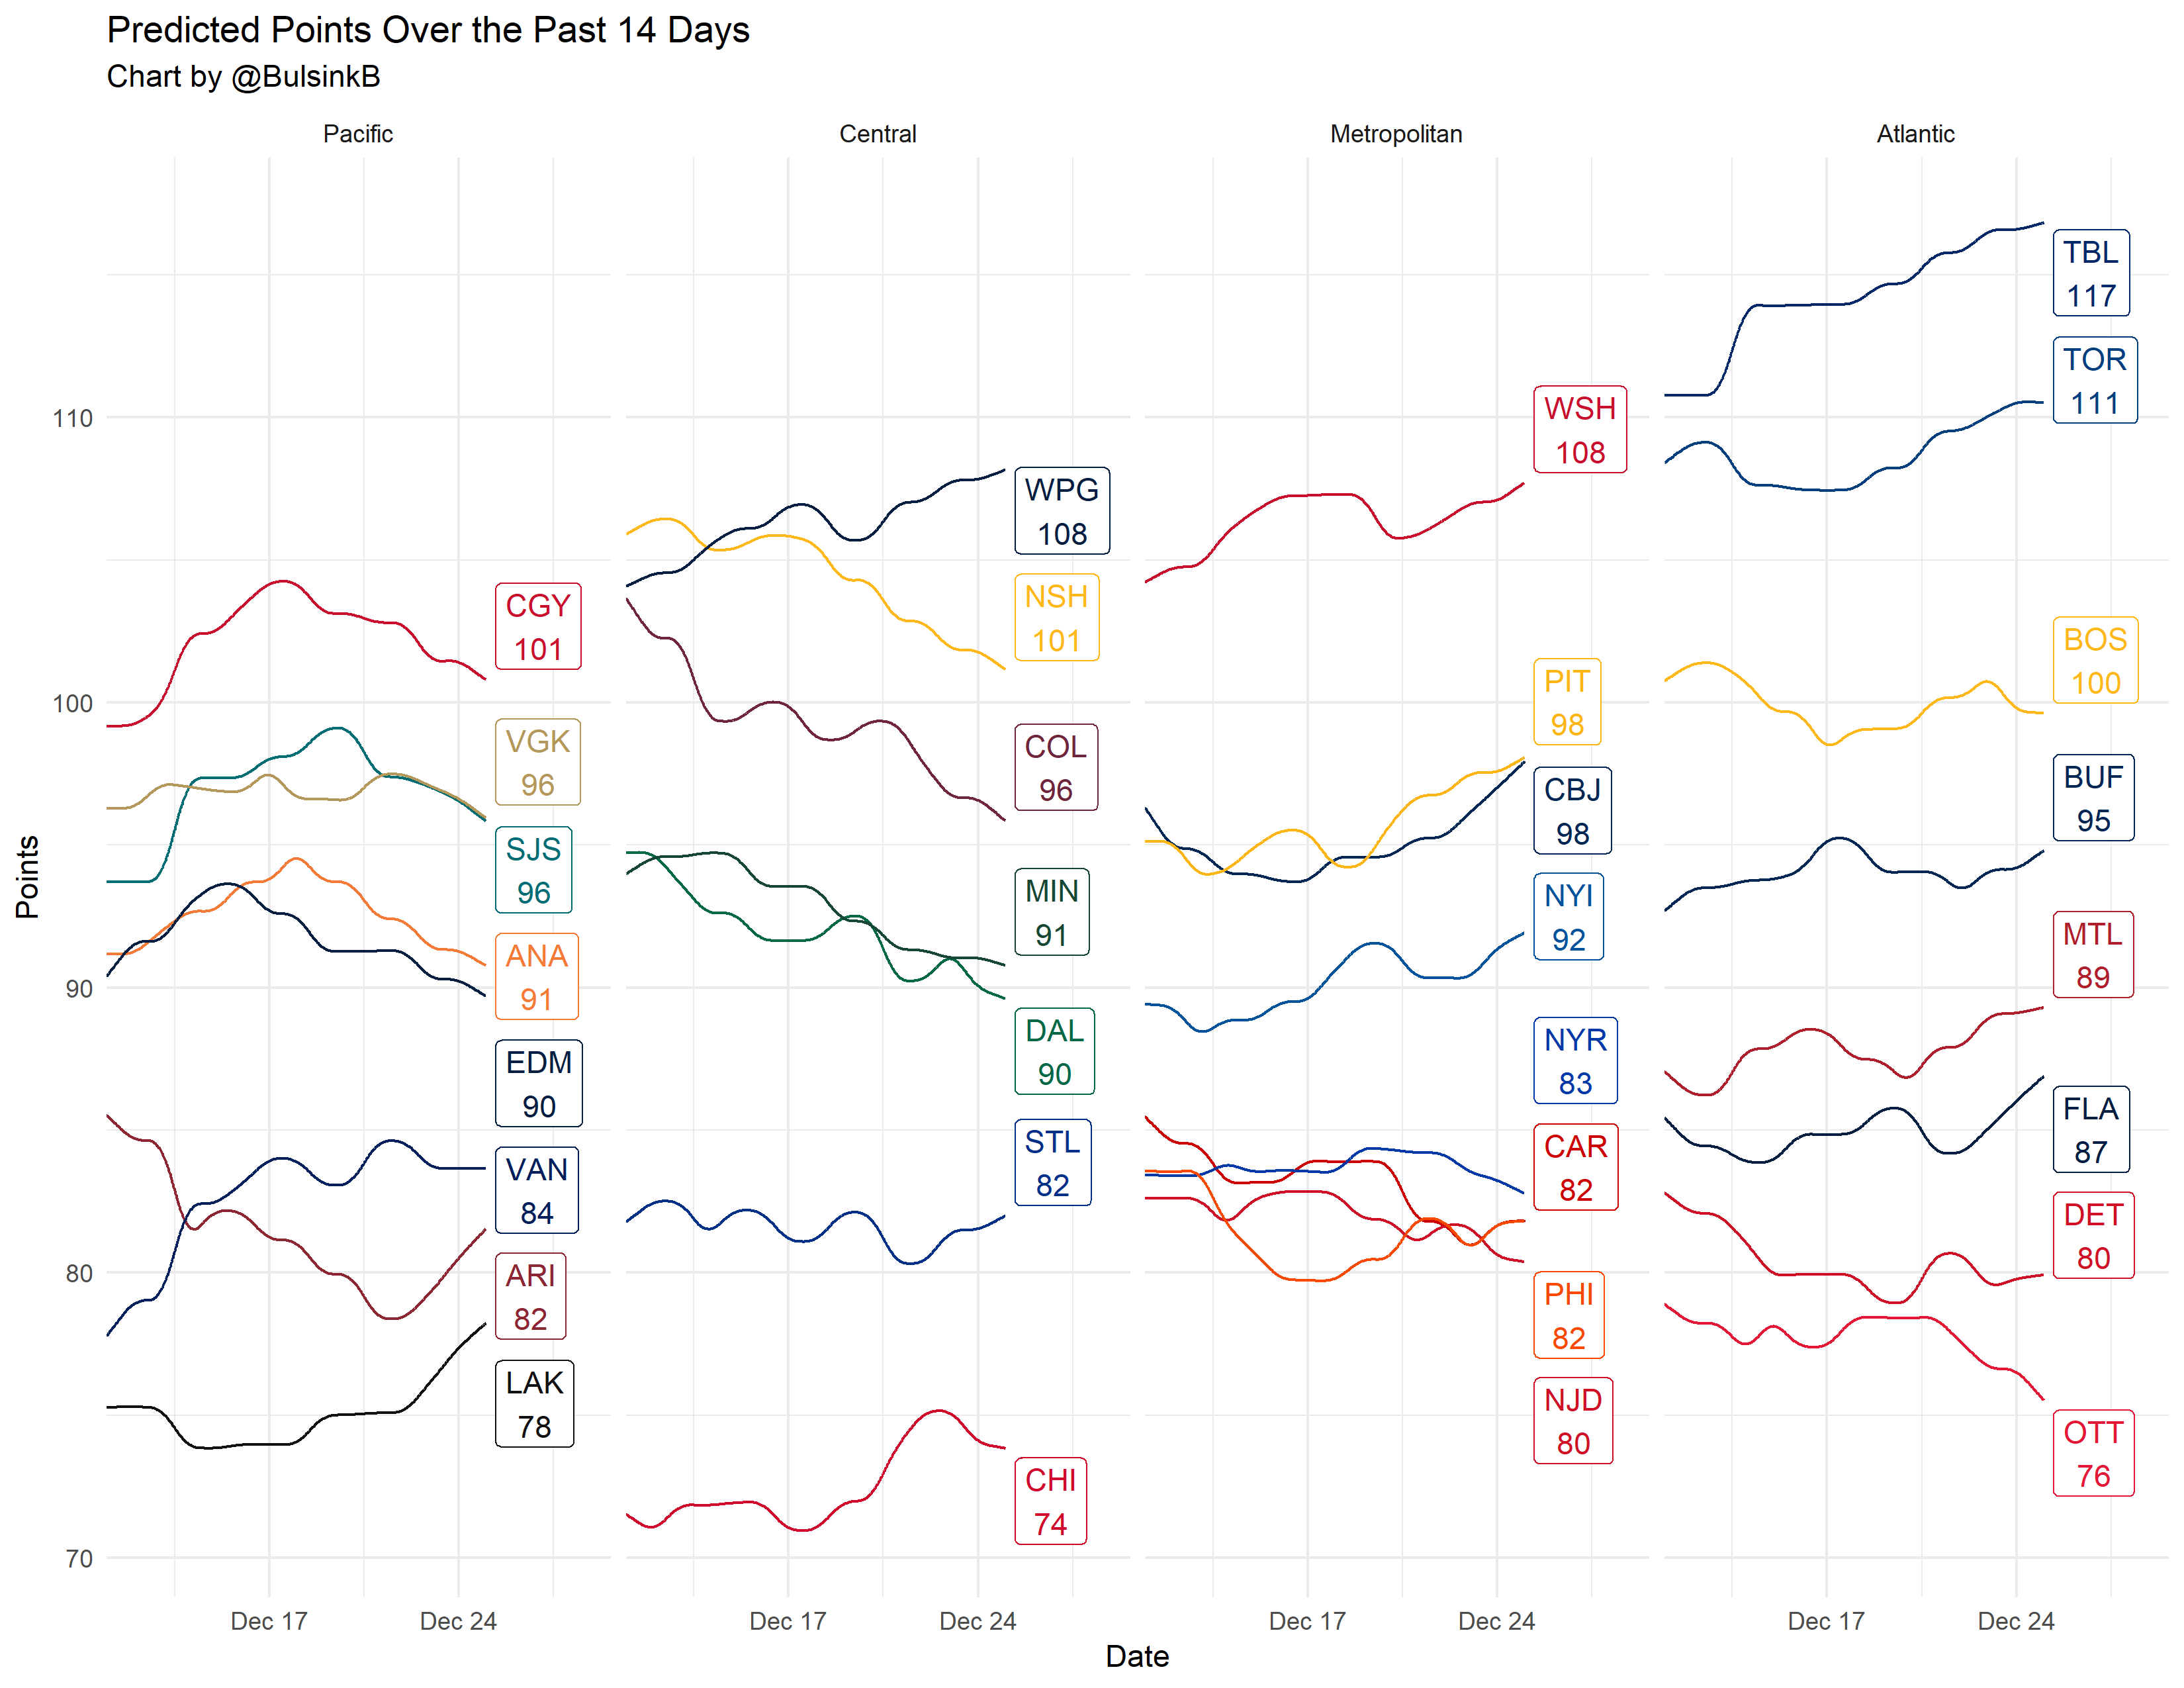 Predicted Points Over the Past 14 Days
Chart by @BulsinkB
Pacific
Central
Metropolitan
Atlantic
Points
110
100
90
80
70
CGY
101
VGK
96
SJS
96
ANA
91
EDM
90
VAN
84
ARI
82
LAK
78
WPG
108
NSH
101
COL
96
MIN
91
DAL
90
STL
82
CHI
74
WSH
108
PIT
98
CBJ
98
NYI
92
NYR
83
CAR
82
PHI
82
NJD
80
TBL
117
TOR
111
BOS
100
BUF
95
MTL
89
FLA
87
DET
80
OTT
76
Dec 17
Dec 24
Dec 17
Dec 24
Dec 17
Dec 24
Dec 17
Dec 24
Date